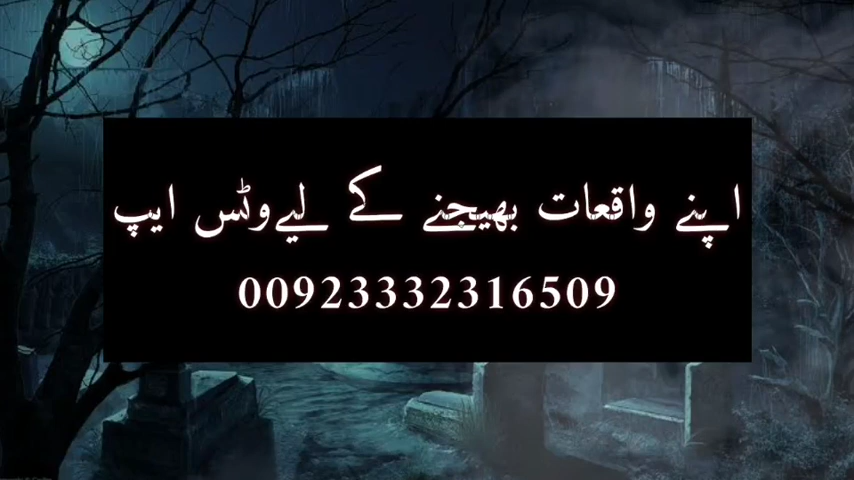 اپنے واقعات بھیجنے کے لیے وٹس ایپ
00923332316509